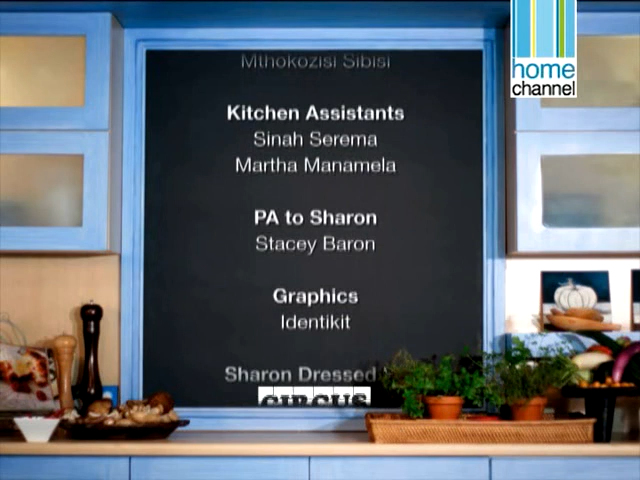 home
channel
Mthokozisi Sibisi
Kitchen Assistants
Sinah Serema
Martha Manamela
PA to Sharon
Stacey Baron
Graphics
Identikit
Sharon Dressed
CIRCUS